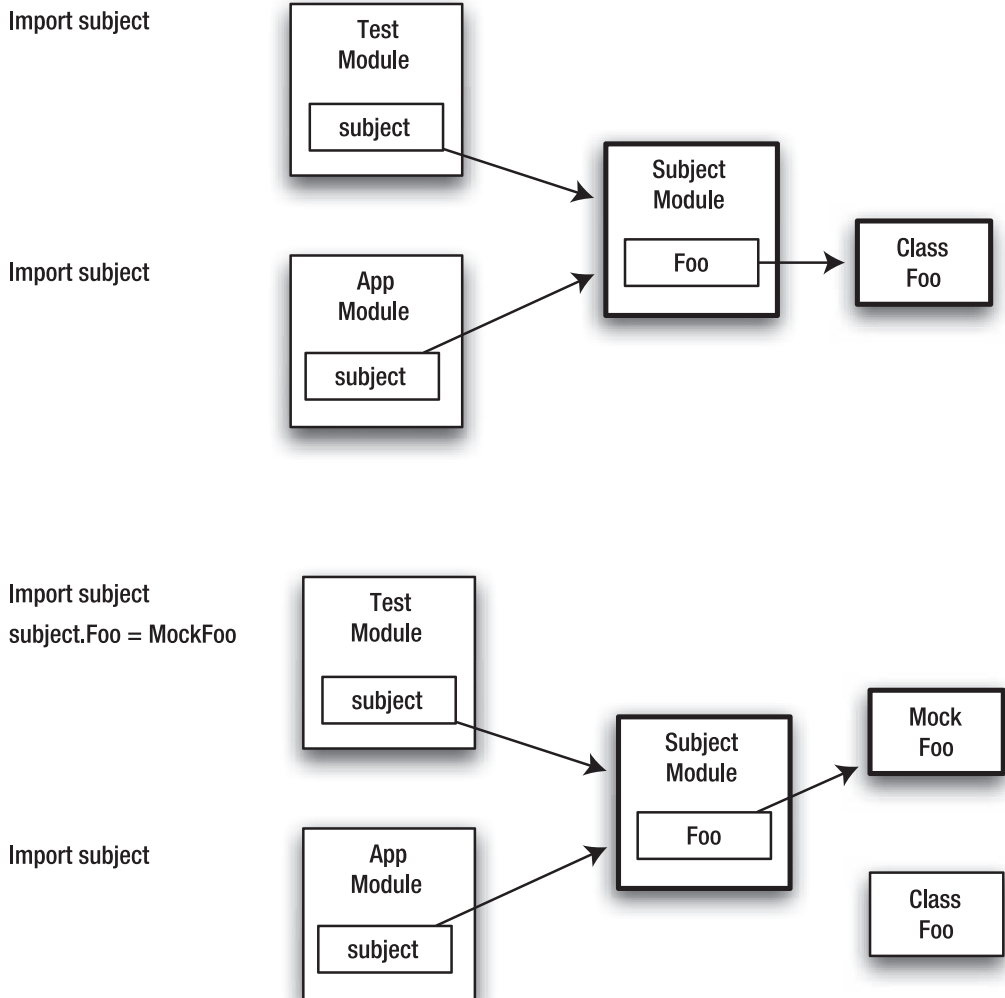 Import subject
Test
Module
subject
Subject
Module
Foo
Class
Foo
Import subject
App
Module
subject
Import subject
subject.Foo = MockFoo
Test
Module
subject
Subject
Module
Foo
Mock
Foo
Import subject
App
Module
subject
Class
Foo